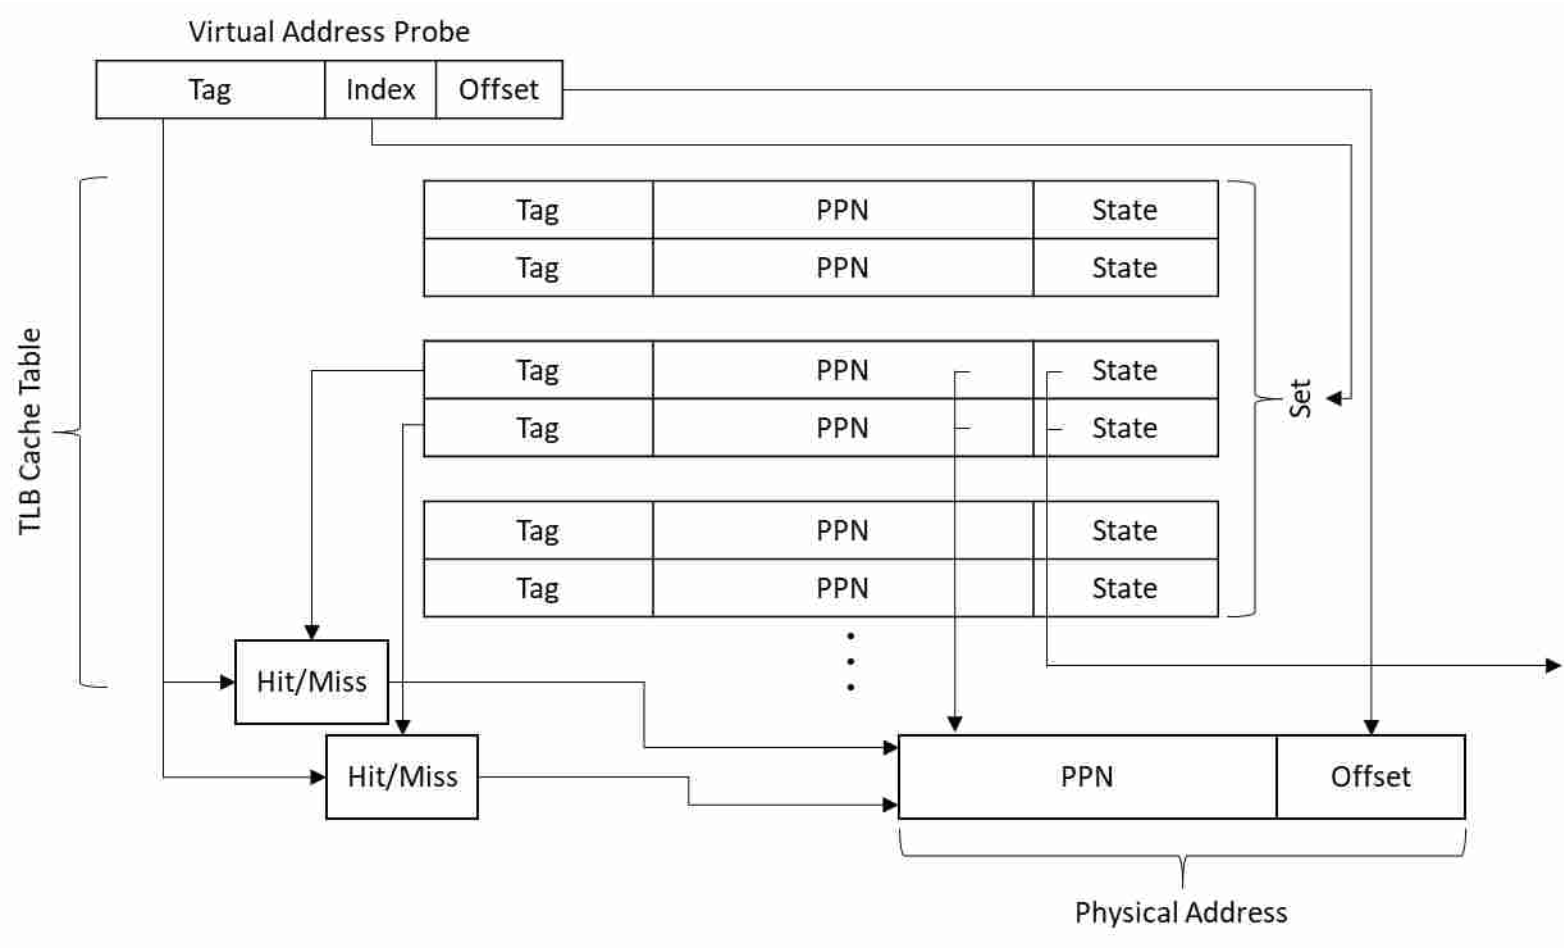 Virtual Address Probe
Tag Index Offset
Tag PPN State
Tag PPN State
Tag PPN State
Tag PPN State
Tag PPN State
Tag PPN State
TLB Cache Table
Set
Hit/Miss
Hit/Miss
PPN Offset
Physical Address